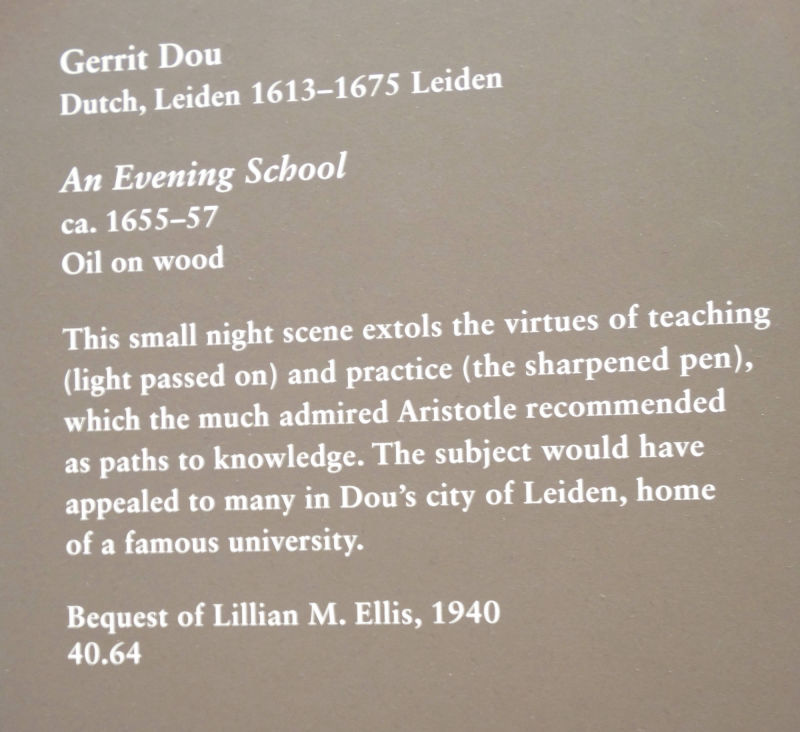 Gerrit Dou
Dutch, Leiden 1613–1675 Leiden
An Evening School
ca. 1655–57
Oil on wood
This small night scene extols the virtues of teaching
(light passed on) and practice (the sharpened pen),
which the much admired Aristotle recommended
as paths to knowledge. The subject would have
appealed to many in Dou’s city of Leiden, home
of a famous university.
Bequest of Lillian M. Ellis, 1940
40.64